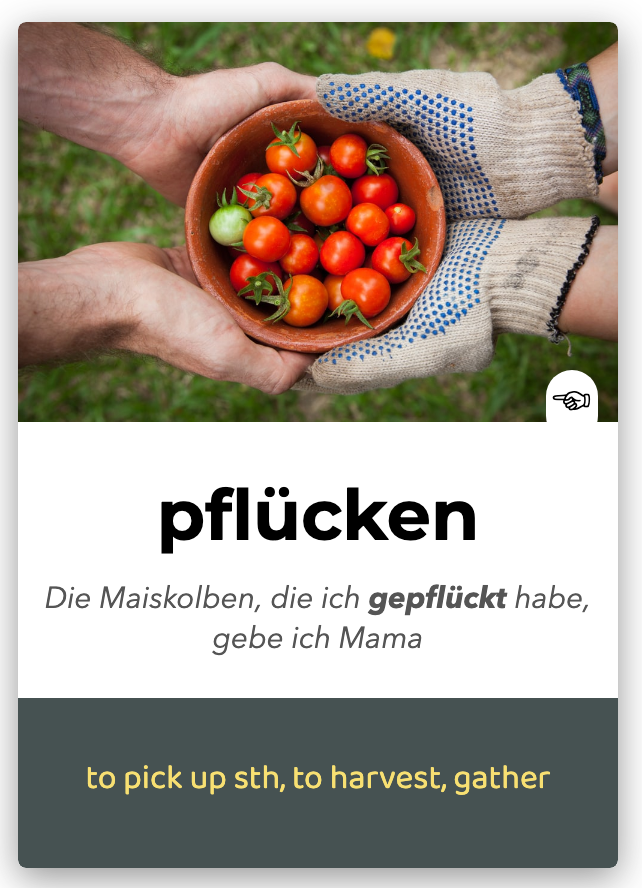 pflücken
Die Maiskolben, die ich gepflückt habe,
gebe ich Mama
to pick up sth, to harvest, gather